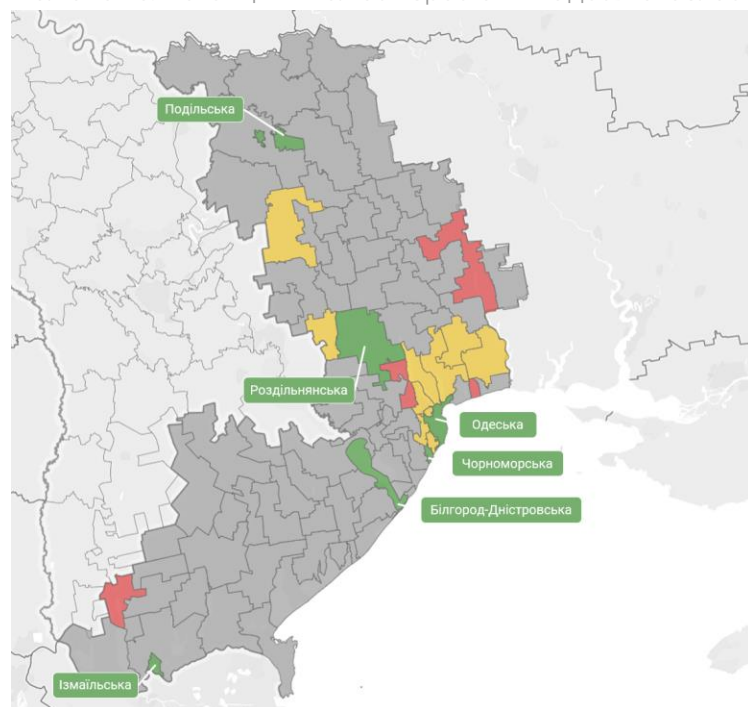 Подільська
Роздільнянська
Одеська
Чорноморська
Білгород-Дністровська
Ізмаїльська